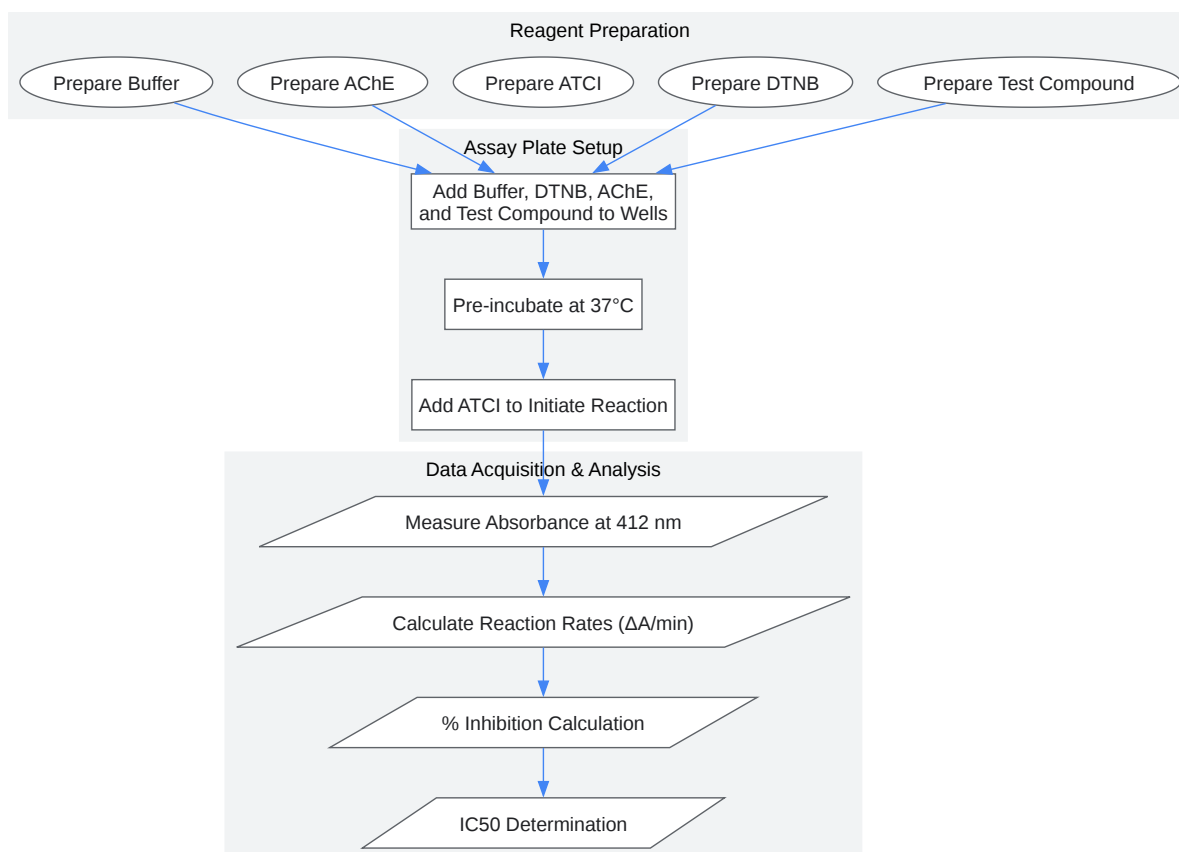 Reagent Preparation
Prepare Buffer
Prepare AChE
Prepare ATCI
Prepare DTNB
Prepare Test Compound
Assay Plate Setup
Add Buffer, DTNB, AChE,
and Test Compound to Wells
Pre-incubate at 37°C
Add ATCI to Initiate Reaction
Data Acquisition & Analysis
Measure Absorbance at 412 nm
Calculate Reaction Rates (ΔA/min)
% Inhibition Calculation
IC50 Determination